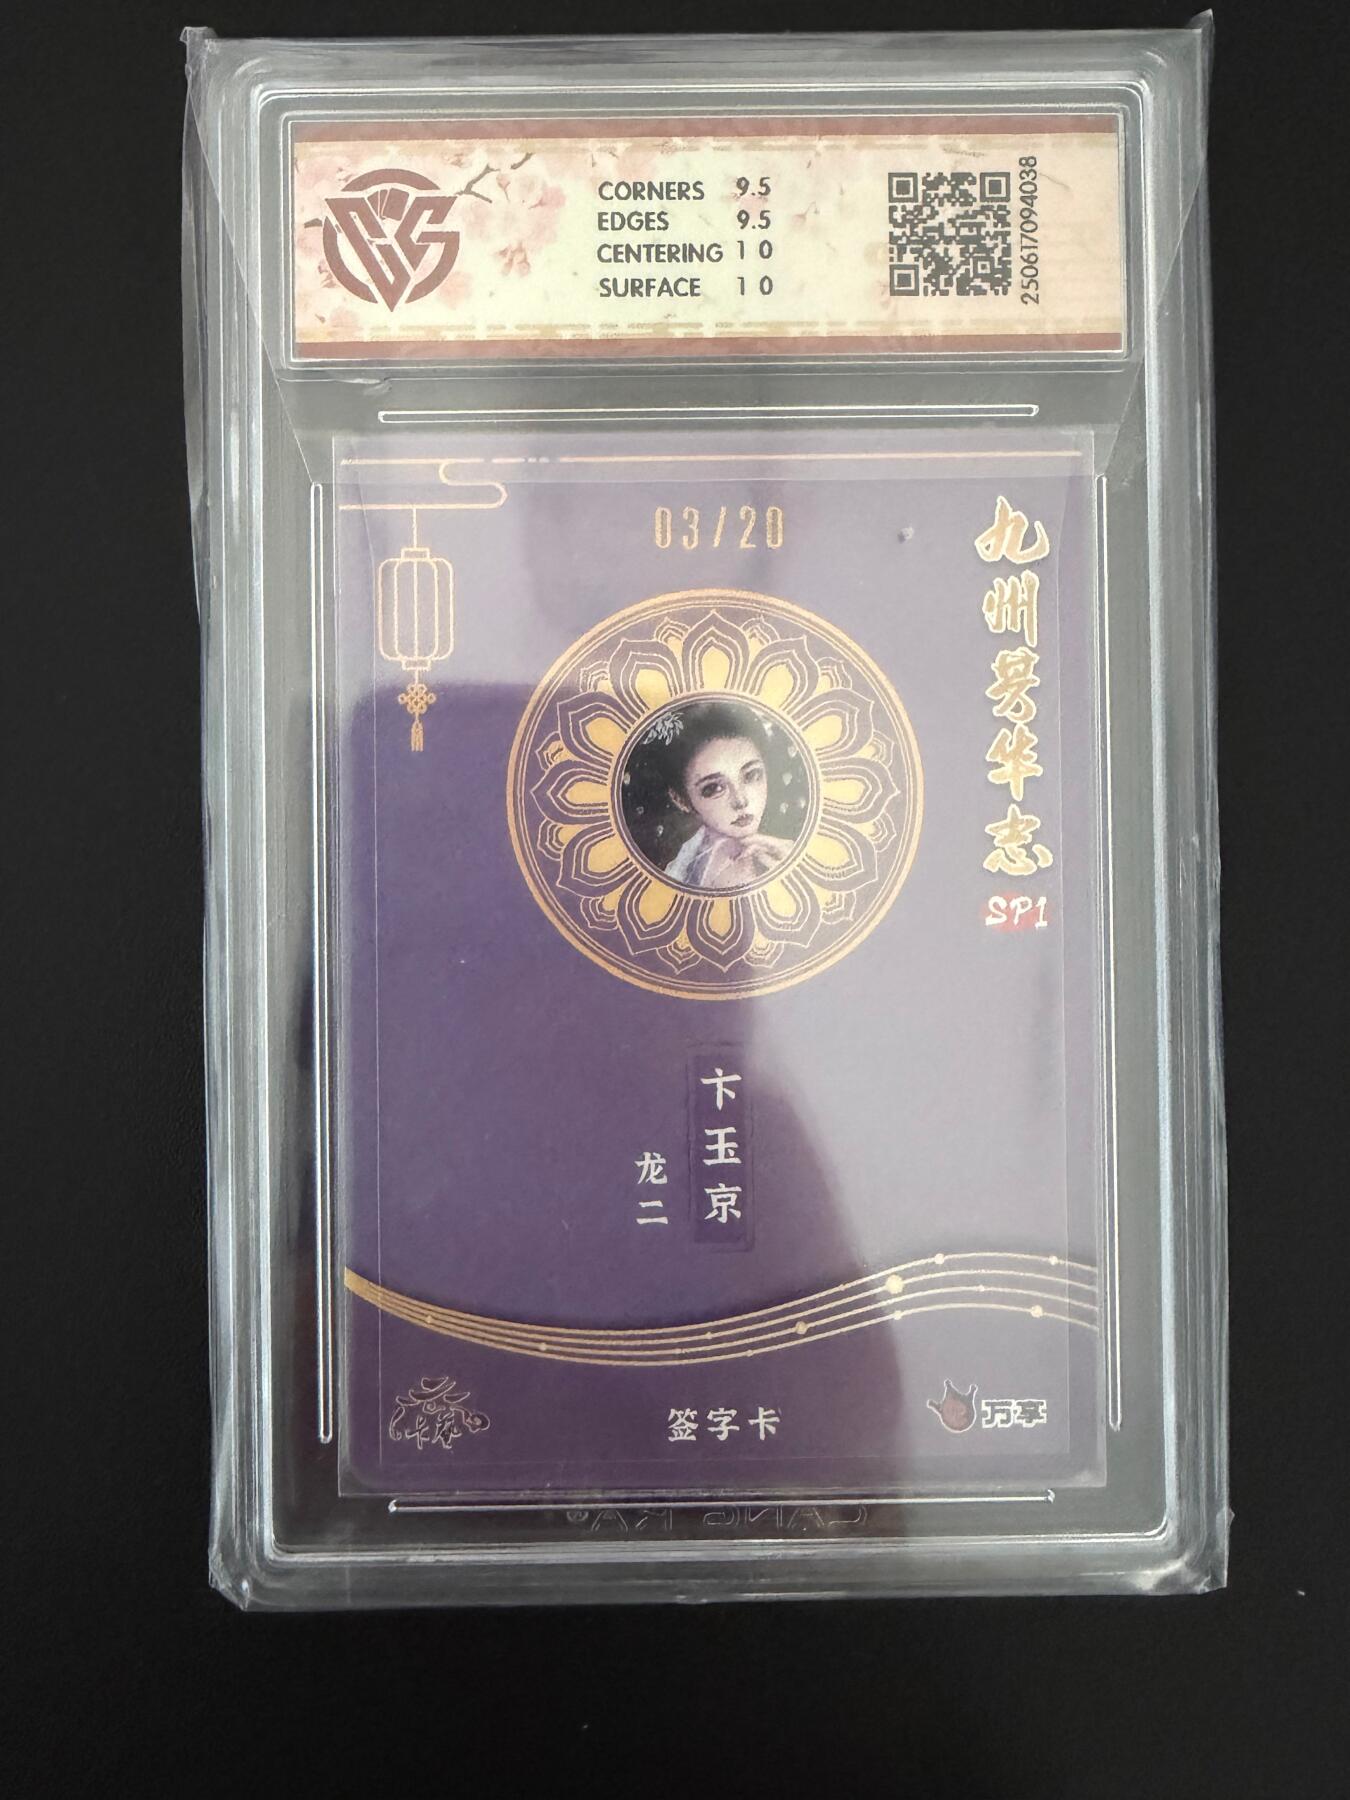 CORNERS 9.5
EDGES 9.5
CENTERING 10
SURFACE 10
250617094038
03/20
九州芳华志
SP1
卞玉京
龙二
签字卡
万享